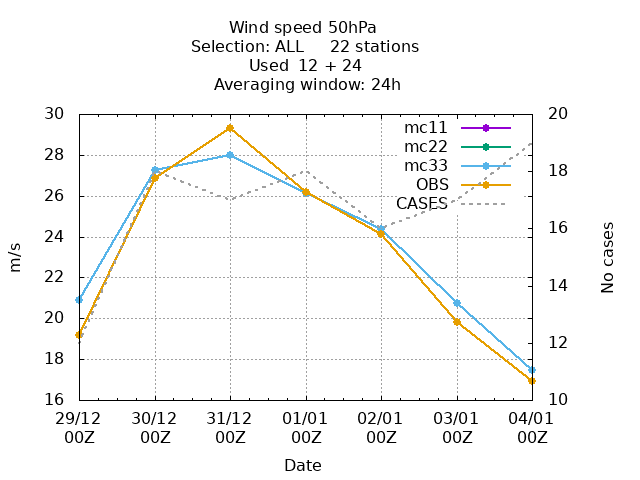 Wind speed 50hPa
Selection: ALL     22 stations
Used  12 + 24
Averaging window: 24h
30
28
26
24
22
20
18
16
m/s
20
18
16
14
12
10
No cases
mc11
mc22
mc33
OBS
CASES
29/12 30/12 31/12 01/01 02/01 03/01 04/01
00Z 00Z 00Z 00Z 00Z 00Z 00Z
Date